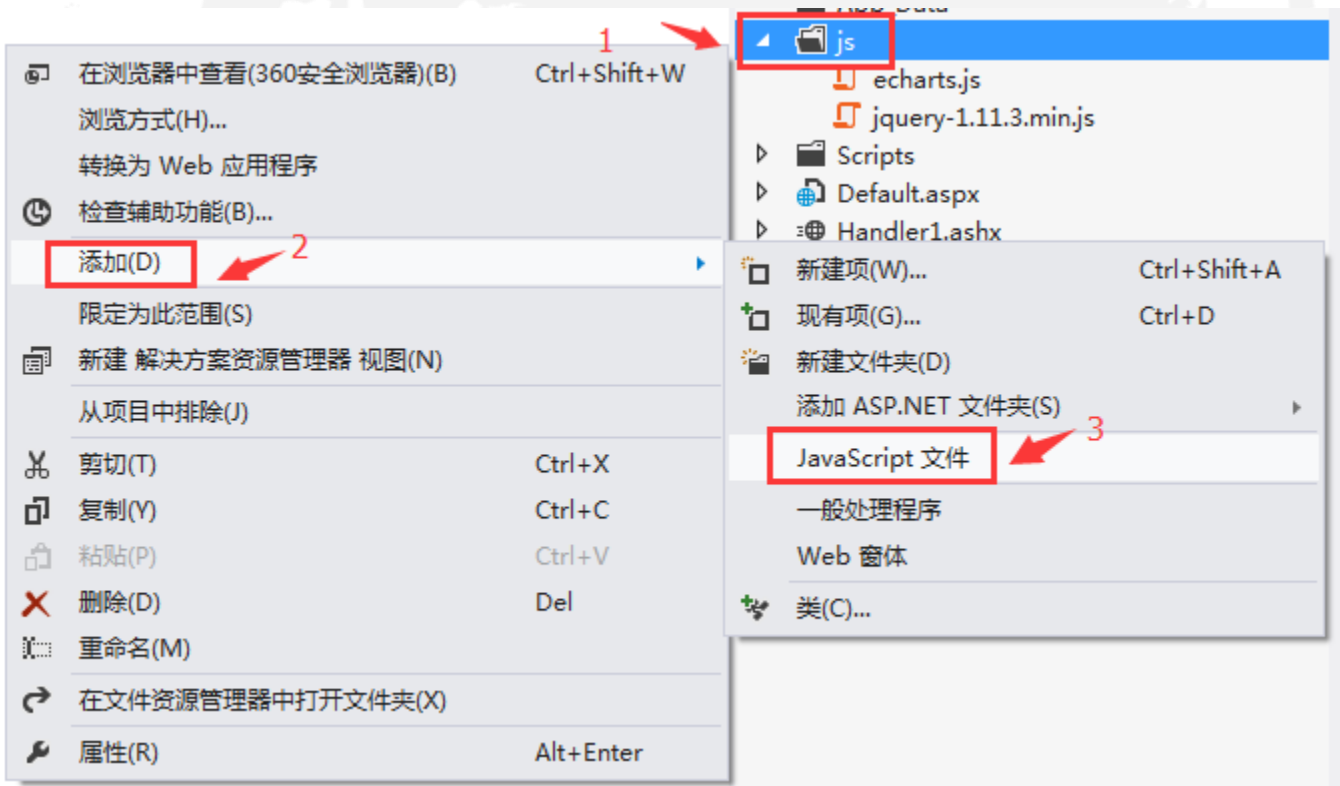 1
在浏览器中查看(360安全浏览器)(B) Ctrl+Shift+W
浏览方式(H)...
转换为 Web 应用程序
检查辅助功能(B)...
添加(D)
2
限定为此范围(S)
新建 解决方案资源管理器 视图(N)
从项目中排除(J)
剪切(T) Ctrl+X
复制(Y) Ctrl+C
粘贴(P) Ctrl+V
删除(D) Del
重命名(M)
在文件资源管理器中打开文件夹(X)
属性(R) Alt+Enter
App_Data
js
echarts.js
jquery-1.11.3.min.js
Scripts
Default.aspx
Handler1.ashx
新建项(W)... Ctrl+Shift+A
现有项(G)... Ctrl+D
新建文件夹(D)
添加 ASP.NET 文件夹(S)
JavaScript 文件
3
一般处理程序
Web 窗体
类(C)...